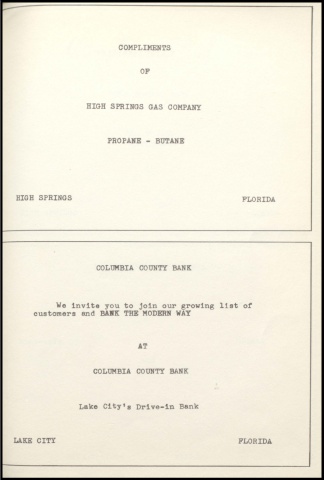 COMPLIMENTS
OF
HIGH SPRINGS GAS COMPANY
PROPANE - BUTANE
HIGH SPRINGS FLORIDA
COLUMBIA COUNTY BANK
We invite you to join our growing list of
customers and BANK THE MODERN WAY
AT
COLUMBIA COUNTY BANK
Lake City's Drive-in Bank
LAKE CITY FLORIDA